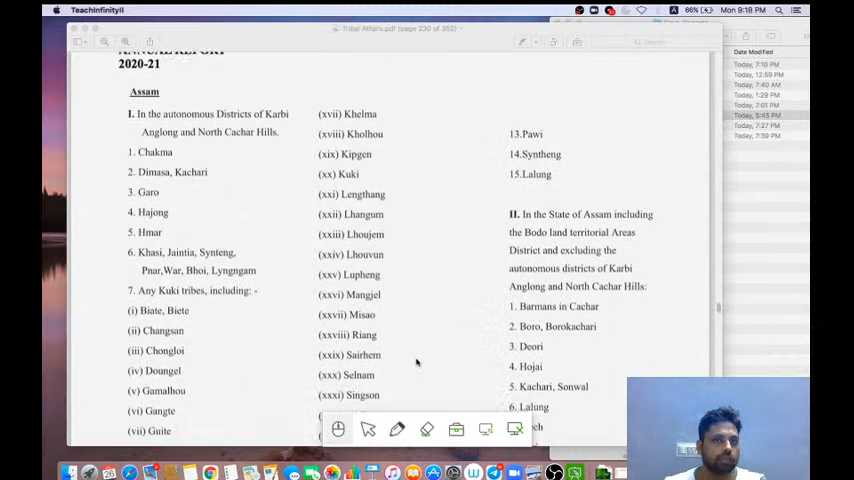 TeachInfinityII
66%
Mon 9:18 PM
Tribal Affairs.pdf (page 230 of 350)
Search
Date Modified
Today, 7:10 PM
Today, 12:59 PM
Today, 7:40 AM
Today, 1:29 PM
Today, 7:01 PM
Today, 5:45 PM
Today, 7:27 PM
Today, 7:39 PM
ANNUAL REPORT
2020-21
Assam
I. In the autonomous Districts of Karbi
Anglong and North Cachar Hills.
1. Chakma
2. Dimasa, Kachari
3. Garo
4. Hajong
5. Hmar
6. Khasi, Jaintia, Synteng,
Pnar,War, Bhoi, Lyngngam
7. Any Kuki tribes, including: -
(i) Biate, Biete
(ii) Changsan
(iii) Chongloi
(iv) Doungel
(v) Gamalhou
(vi) Gangte
(vii) Guite
(xvii) Khelma
(xviii) Kholhou
(xix) Kipgen
(xx) Kuki
(xxi) Lengthang
(xxii) Lhangum
(xxiii) Lhoujem
(xxiv) Lhouvun
(xxv) Lupheng
(xxvi) Mangjel
(xxvii) Misao
(xxviii) Riang
(xxix) Sairhem
(xxx) Selnam
(xxxi) Singson
13.Pawi
14.Syntheng
15.Lalung
II. In the State of Assam including
the Bodo land territorial Areas
District and excluding the
autonomous districts of Karbi
Anglong and North Cachar Hills:
1. Barmans in Cachar
2. Boro, Borokachari
3. Deori
4. Hojai
5. Kachari, Sonwal
6. Lalung